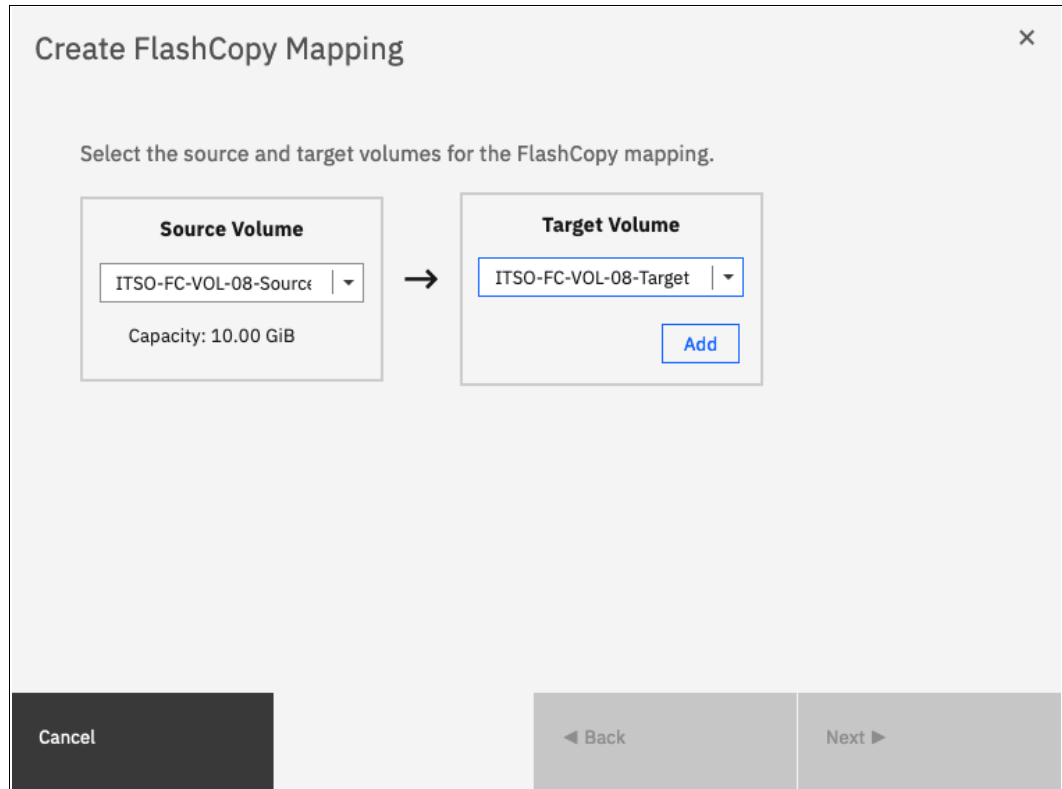 Create FlashCopy Mapping
Select the source and target volumes for the FlashCopy mapping.
Source Volume
ITSO-FC-VOL-08-Source
Capacity: 10.00 GiB
Target Volume
ITSO-FC-VOL-08-Target
Add
Cancel
Back
Next